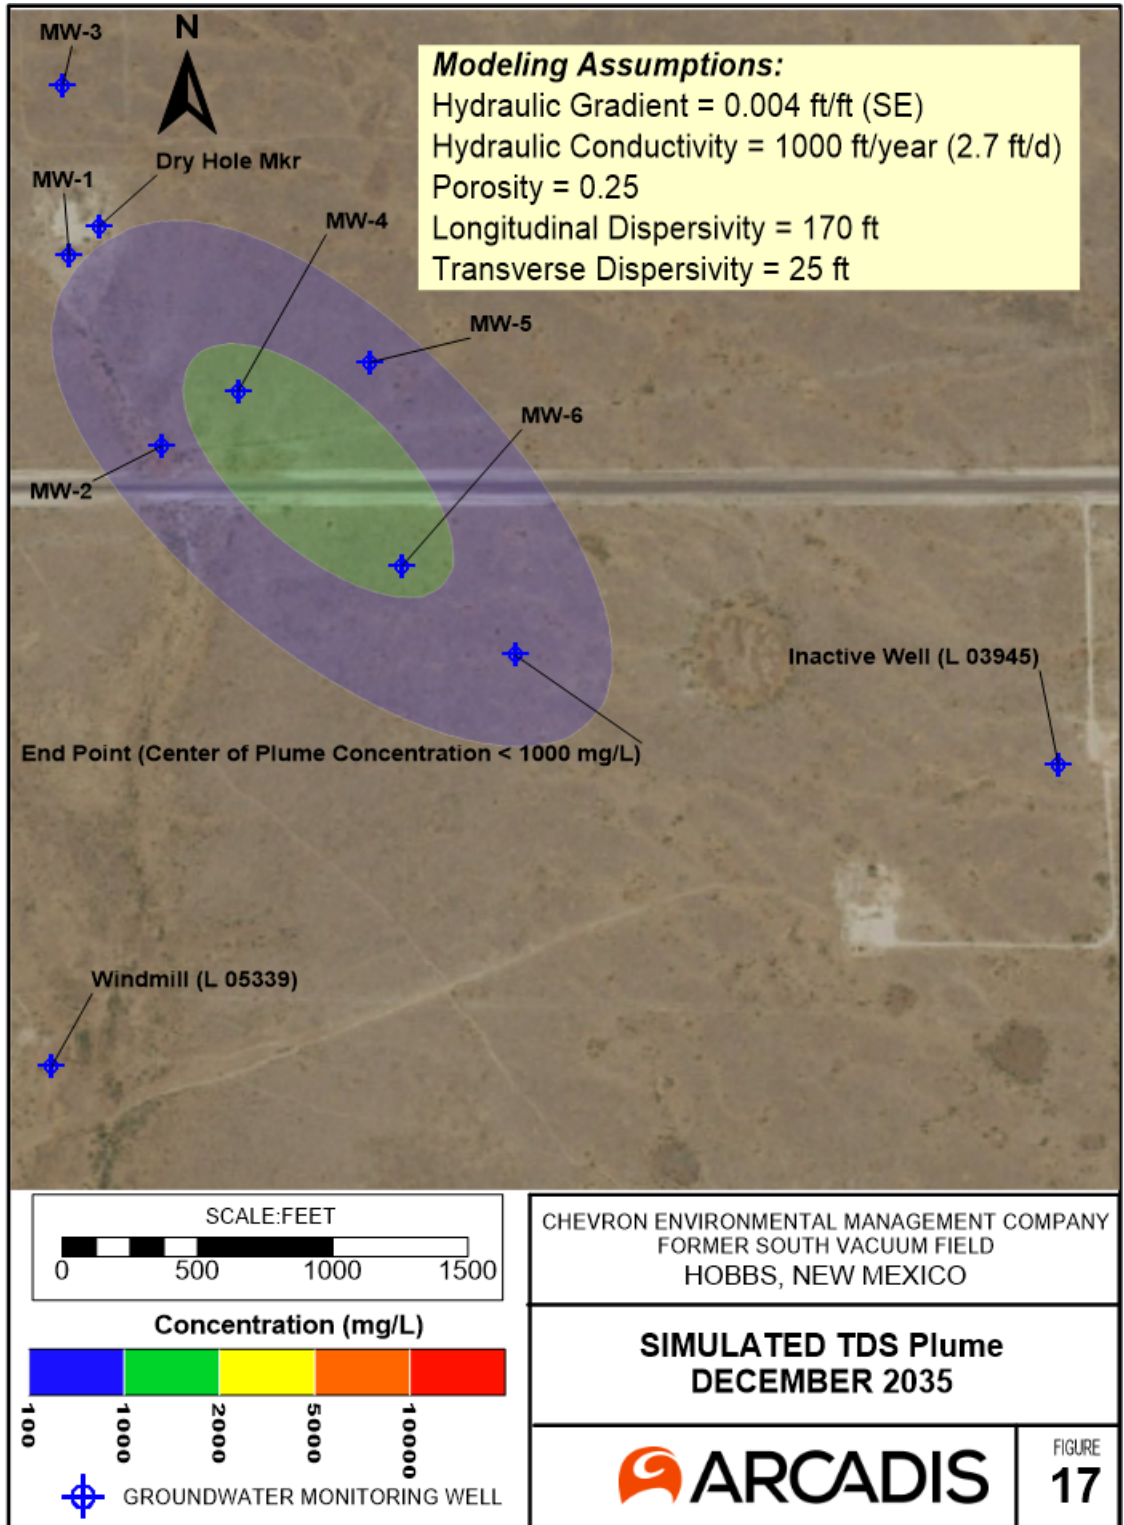 MW-3
N
Modeling Assumptions:
Hydraulic Gradient = 0.004 ft/ft (SE)
Hydraulic Conductivity = 1000 ft/year (2.7 ft/d)
Porosity = 0.25
Longitudinal Dispersivity = 170 ft
Transverse Dispersivity = 25 ft
Dry Hole Mkr
MW-1
MW-4
MW-5
MW-6
MW-2
Inactive Well (L 03945)
End Point (Center of Plume Concentration < 1000 mg/L)
Windmill (L 05339)
SCALE:FEET
0 500 1000 1500
Concentration (mg/L)
100 1000 2000 5000 10000
GROUNDWATER MONITORING WELL
CHEVRON ENVIRONMENTAL MANAGEMENT COMPANY
FORMER SOUTH VACUUM FIELD
HOBBS, NEW MEXICO
SIMULATED TDS Plume
DECEMBER 2035
ARCADIS
FIGURE
17